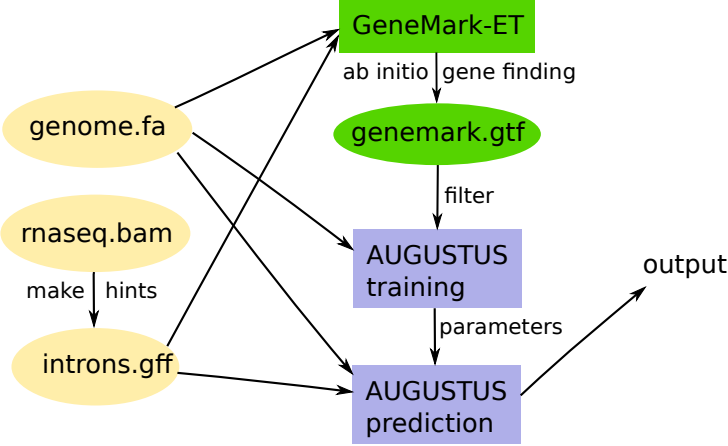 GeneMark-ET
ab initio gene finding
genome.fa
genemark.gtf
filter
rnaseq.bam
AUGUSTUS
training
output
make hints
parameters
introns.gff
AUGUSTUS
prediction